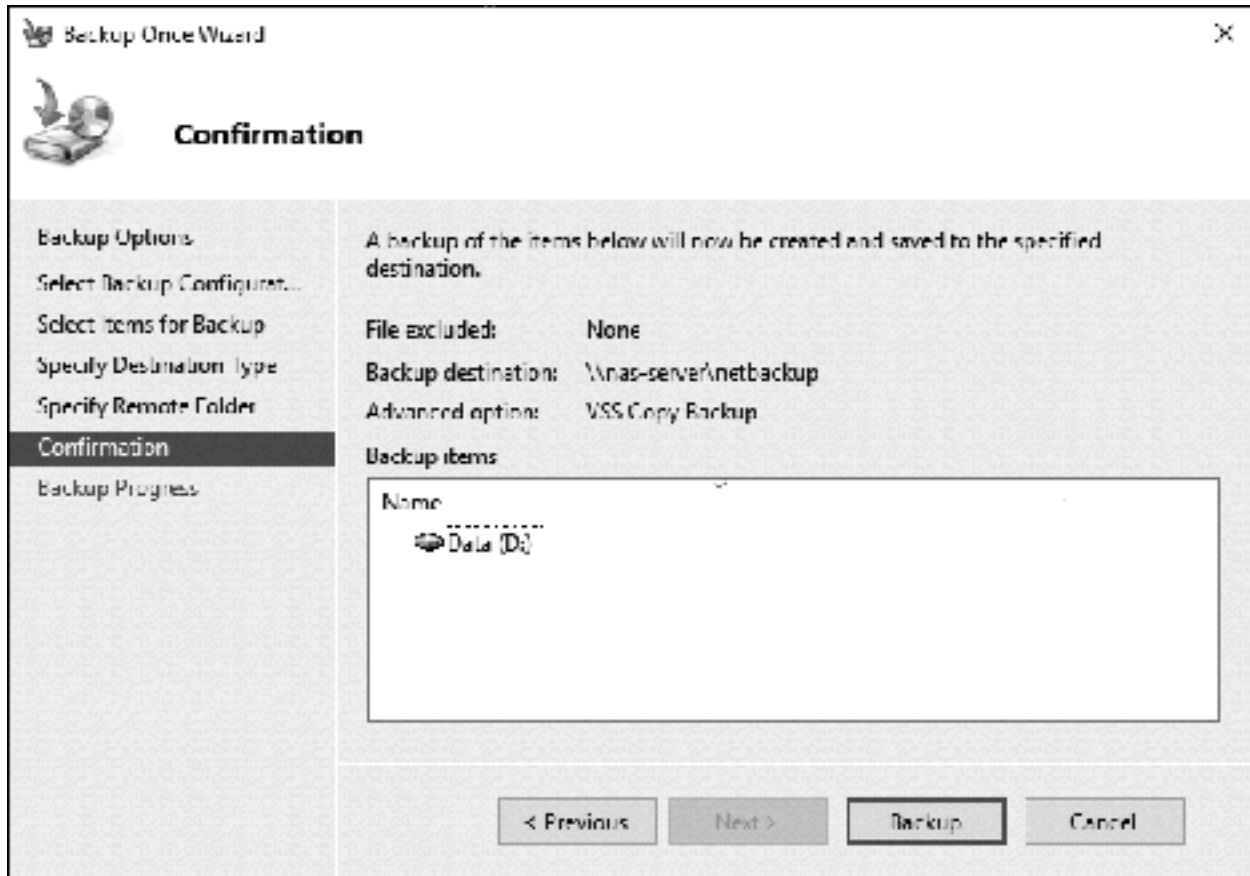 Backup Once Wizard
Confirmation
Backup Options
Select Backup Configurat...
Select Items for Backup
Specify Destination Type
Specify Remote Folder
Confirmation
Backup Progress
A backup of the items below will now be created and saved to the specified
destination.
File excluded: None
Backup destination: \\nas-server\netbackup
Advanced option: VSS Copy Backup
Backup items
Name
Data (D:)
< Previous
Next >
Backup
Cancel